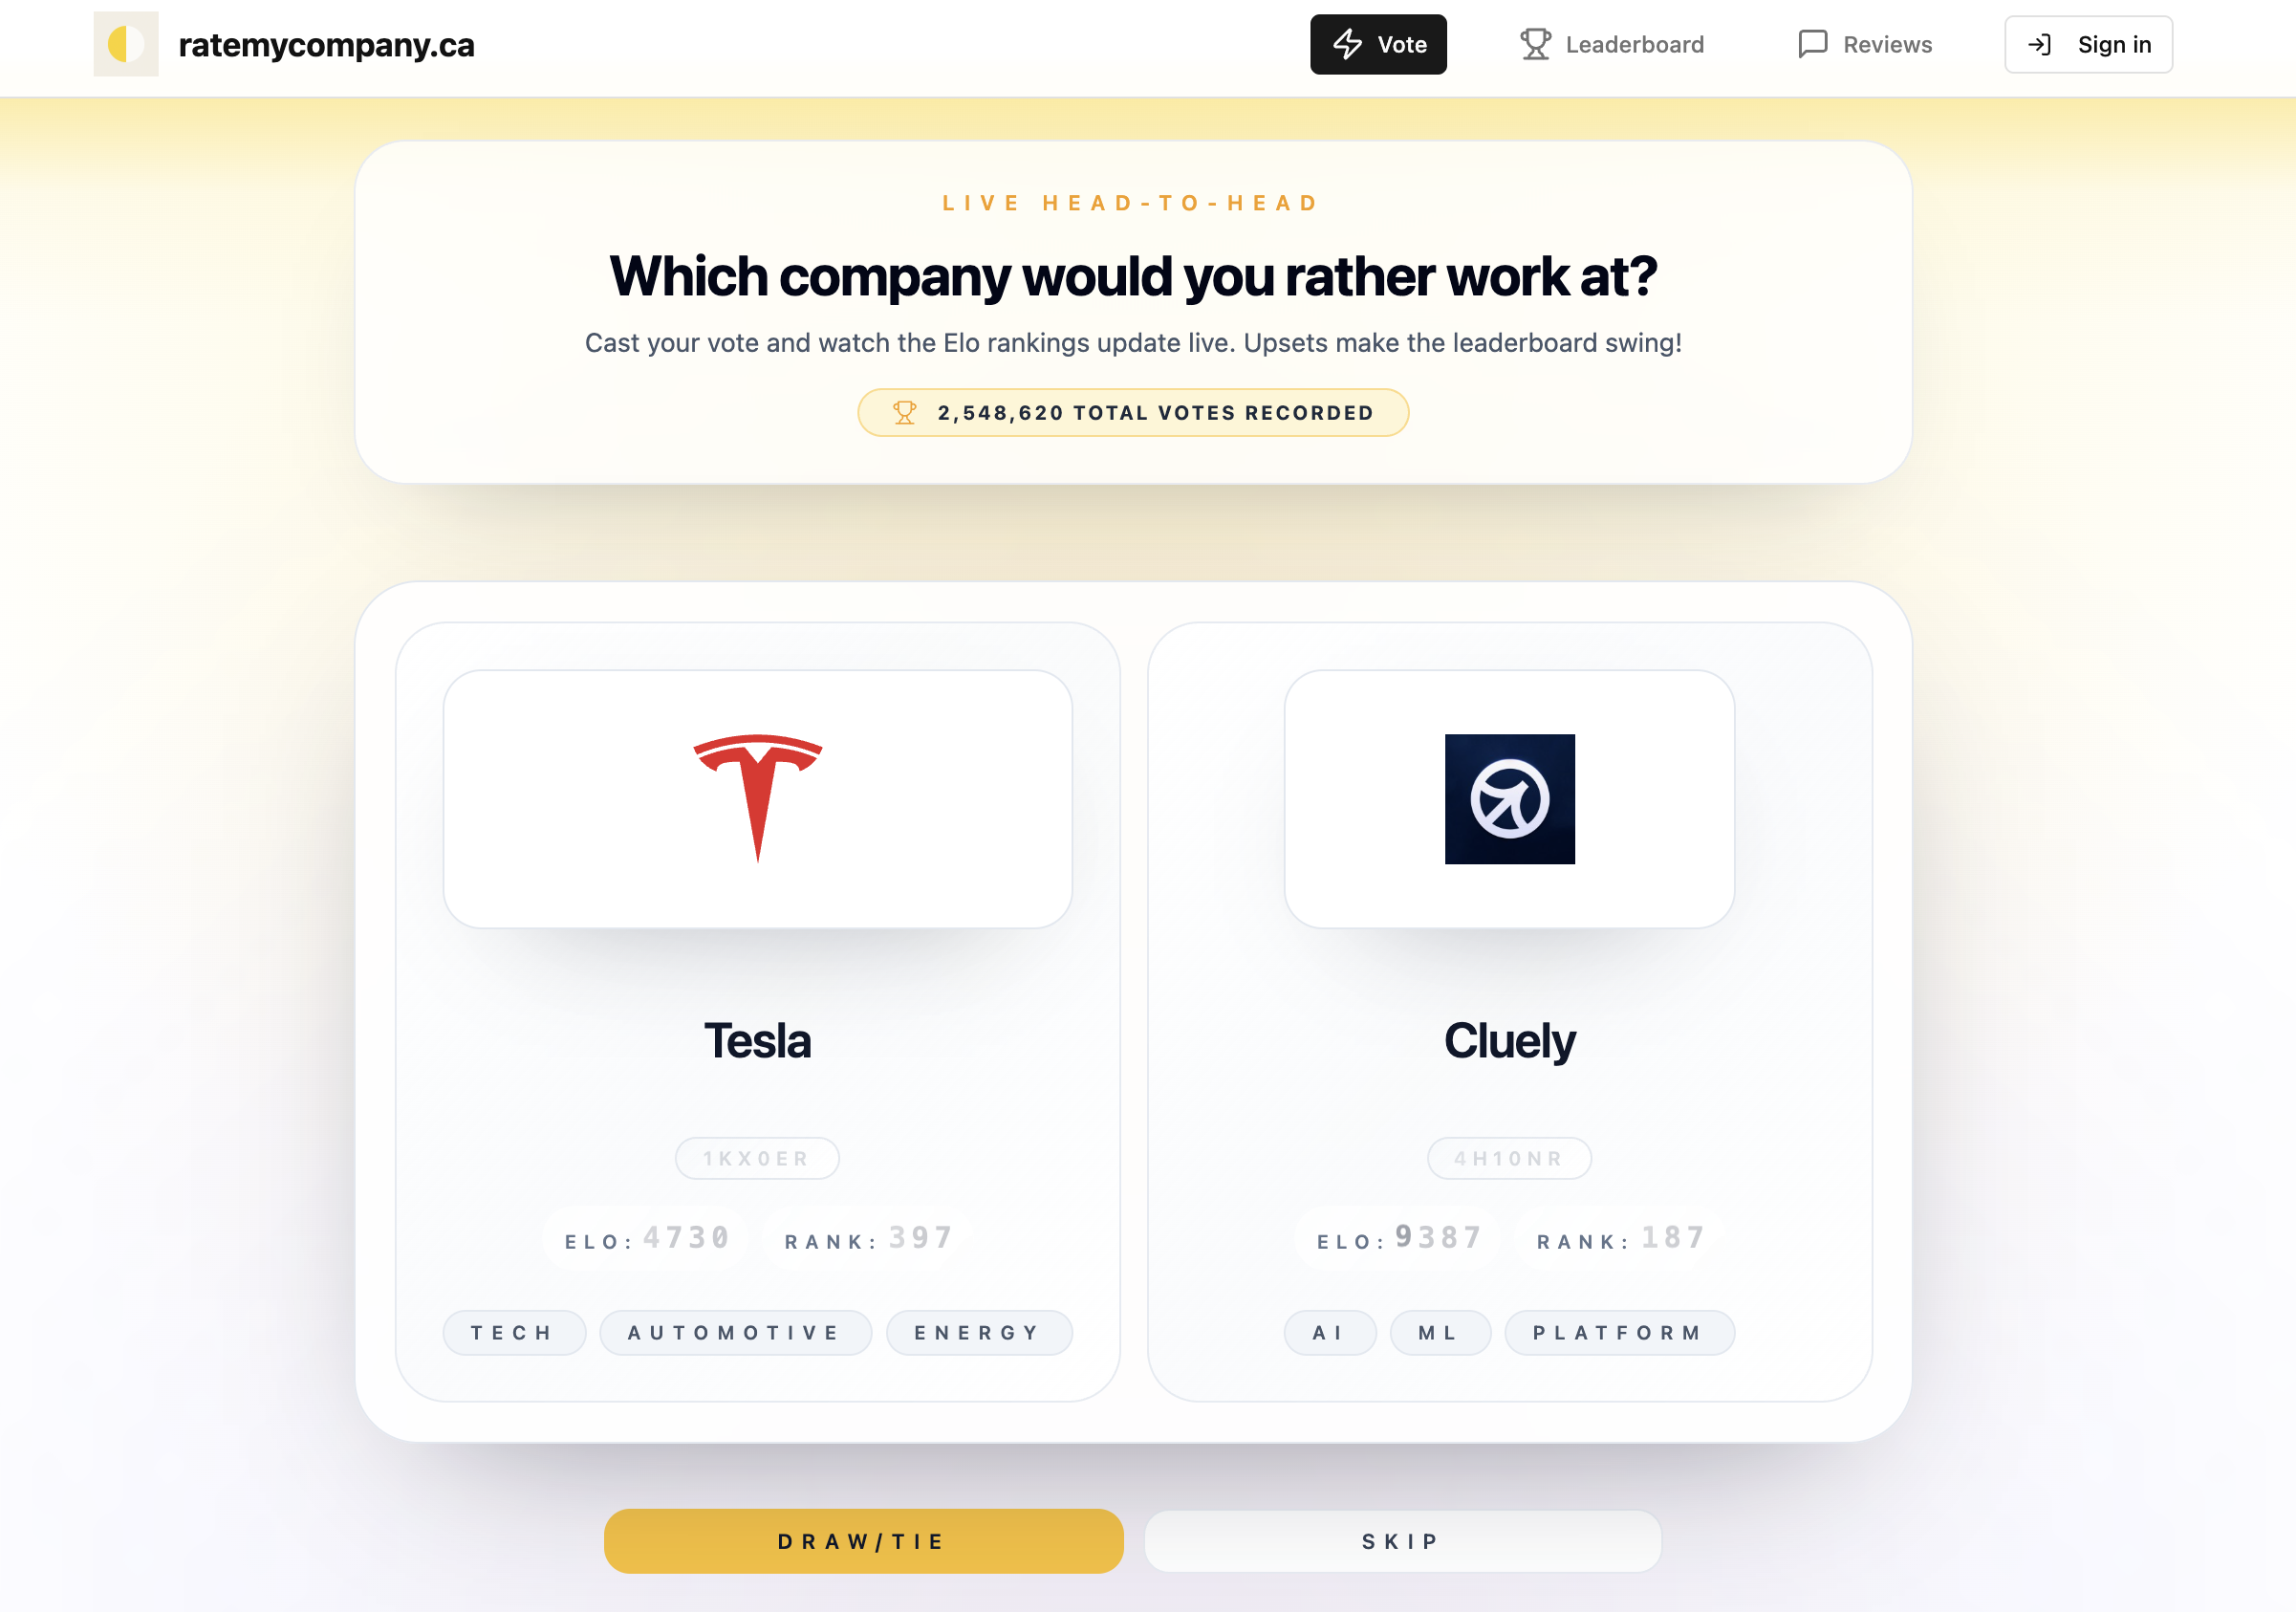 ratemycompany.ca
Vote
Leaderboard
Reviews
Sign in
LIVE HEAD-TO-HEAD
Which company would you rather work at?
Cast your vote and watch the Elo rankings update live. Upsets make the leaderboard swing!
2,548,620 TOTAL VOTES RECORDED
Tesla
1KX0ER
ELO: 4730 RANK: 397
TECH AUTOMOTIVE ENERGY
Cluely
4H10NR
ELO: 9387 RANK: 187
AI ML PLATFORM
DRAW/TIE
SKIP